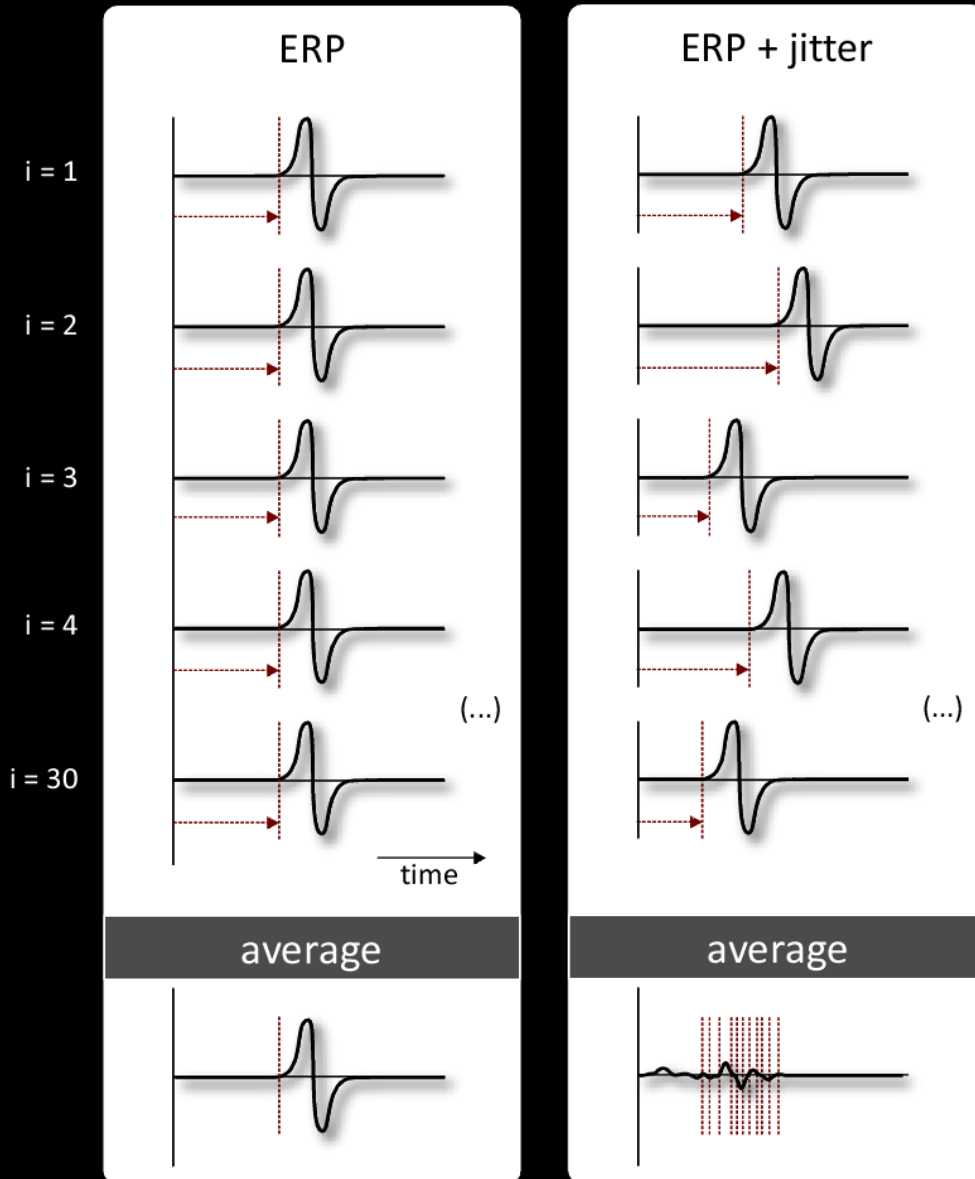 ERP
ERP + jitter
i = 1
i = 2
i = 3
i = 4
(...)
(...)
i = 30
time
average
average